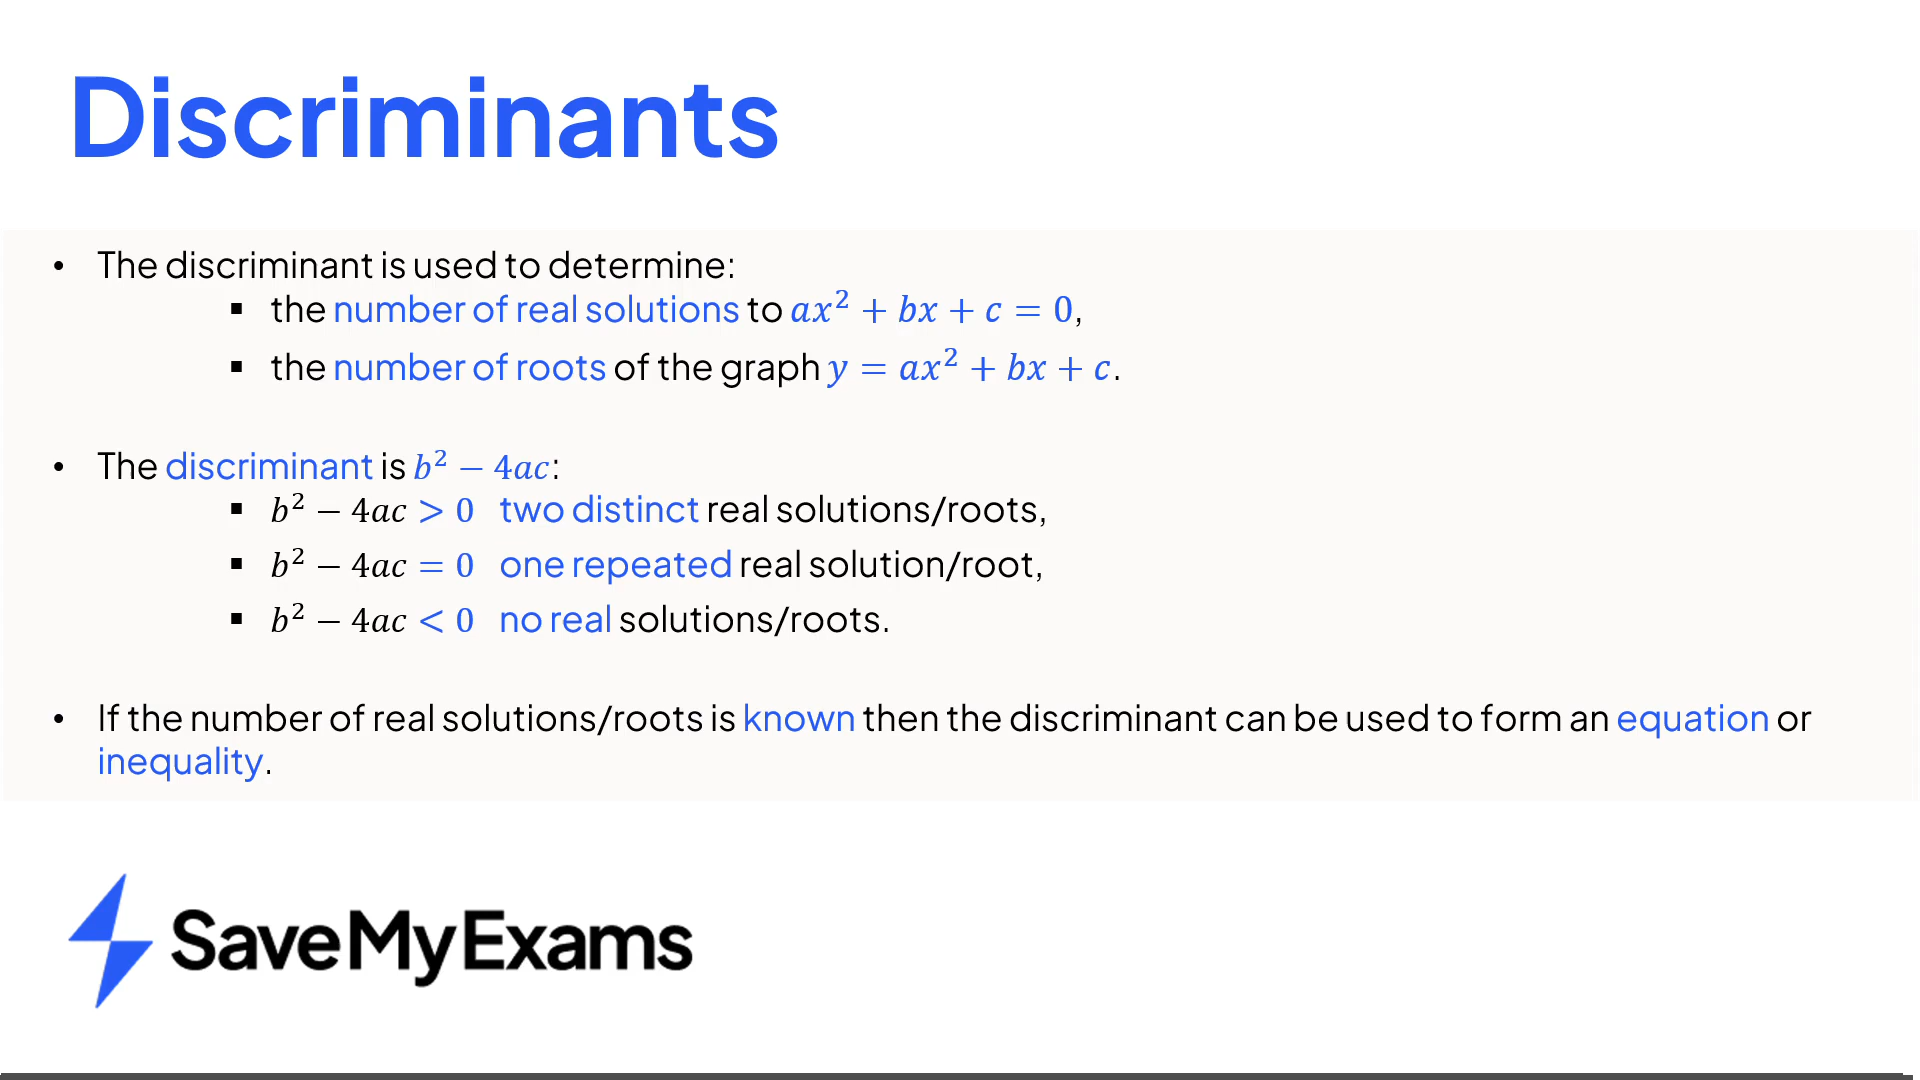 Discriminants
• The discriminant is used to determine:
▪ the number of real solutions to 𝑎𝑥² + 𝑏𝑥 + 𝑐 = 0,
▪ the number of roots of the graph 𝑦 = 𝑎𝑥² + 𝑏𝑥 + 𝑐.
• The discriminant is 𝑏² − 4𝑎𝑐:
▪ 𝑏² − 4𝑎𝑐 > 0 two distinct real solutions/roots,
▪ 𝑏² − 4𝑎𝑐 = 0 one repeated real solution/root,
▪ 𝑏² − 4𝑎𝑐 < 0 no real solutions/roots.
• If the number of real solutions/roots is known then the discriminant can be used to form an equation or
inequality.
SaveMyExams